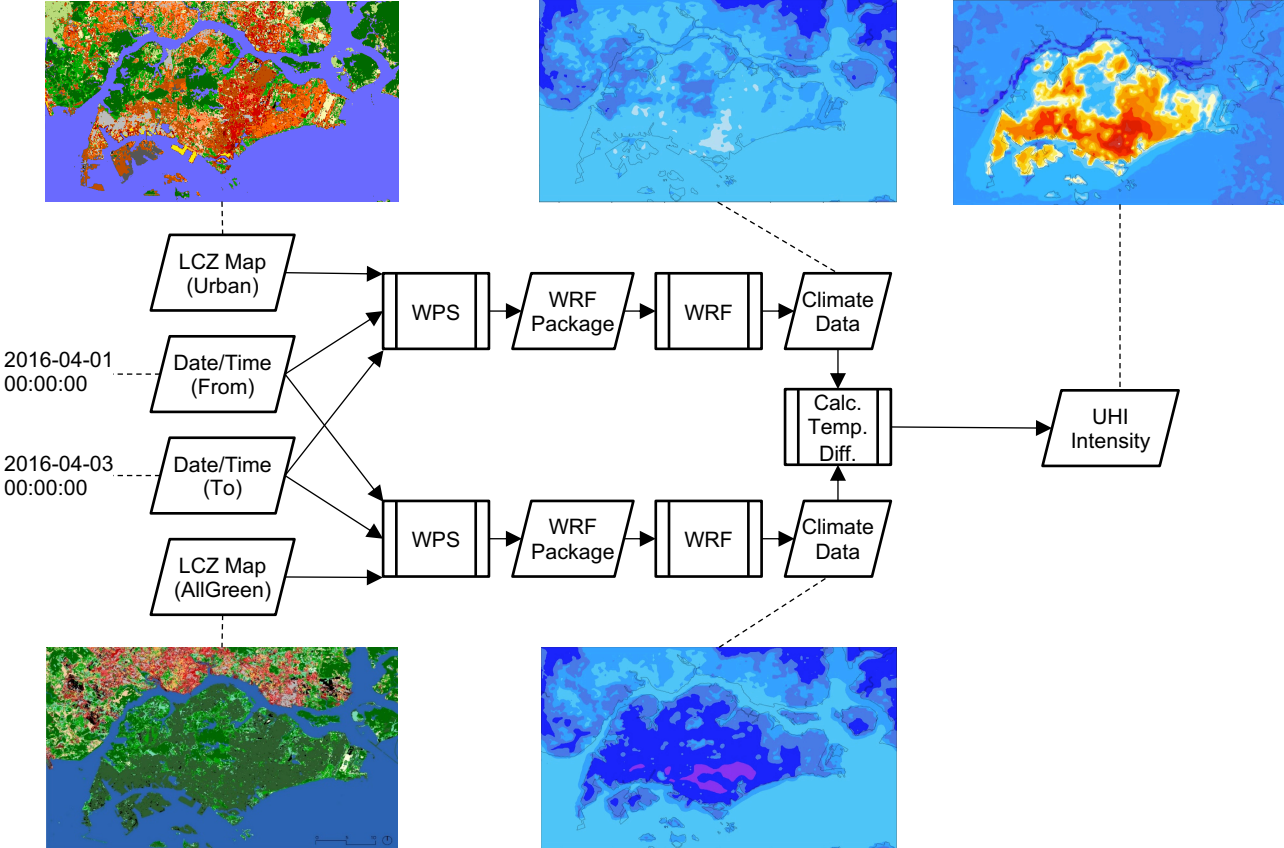 LCZ Map
(Urban)
WPS
WRF
Package
WRF
Climate
Data
2016-04-01
00:00:00
Date/Time
(From)
Calc.
Temp.
Diff.
UHI
Intensity
2016-04-03
00:00:00
Date/Time
(To)
WPS
WRF
Package
WRF
Climate
Data
LCZ Map
(AllGreen)